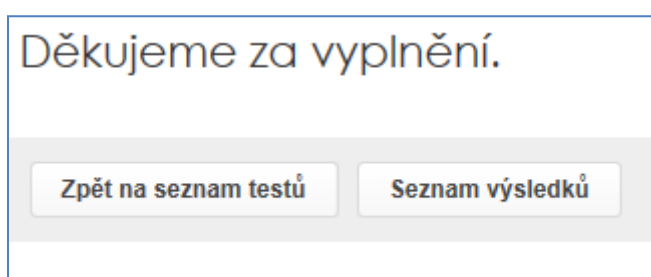 Děkujeme za vyplnění.
Zpět na seznam testů
Seznam výsledků